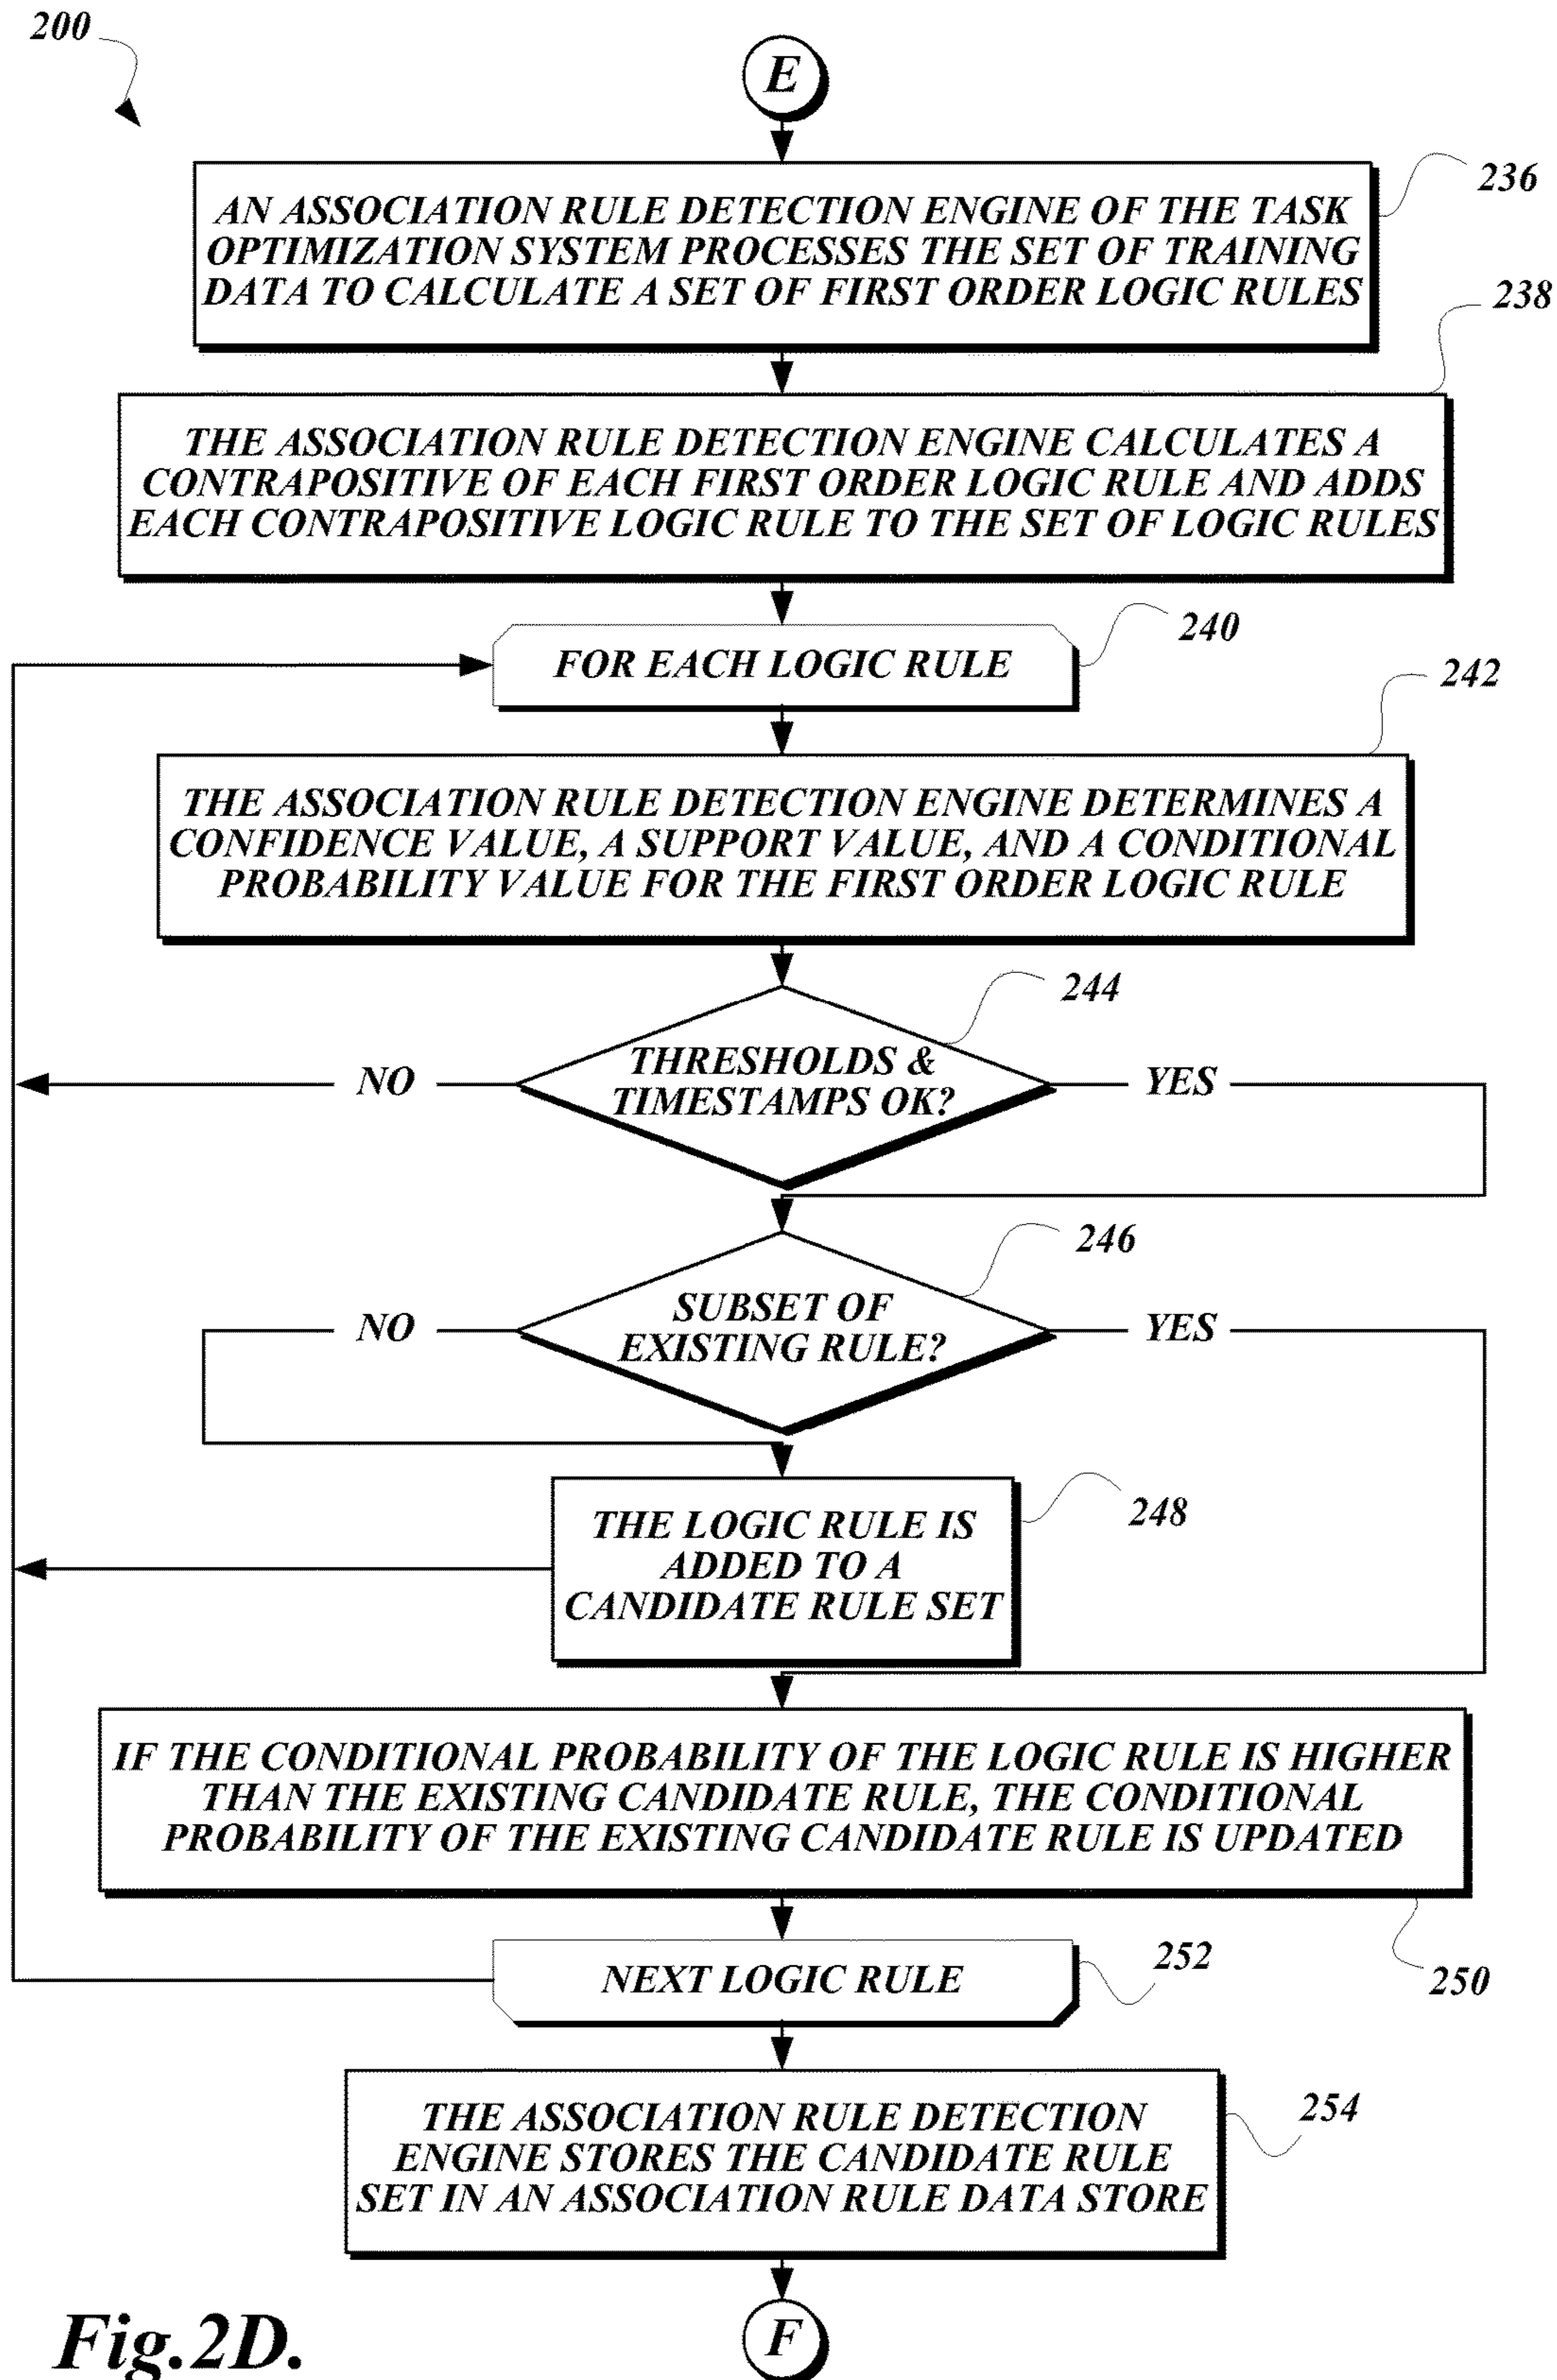 200
E
AN ASSOCIATION RULE DETECTION ENGINE OF THE TASK
OPTIMIZATION SYSTEM PROCESSES THE SET OF TRAINING
DATA TO CALCULATE A SET OF FIRST ORDER LOGIC RULES
236
238
THE ASSOCIATION RULE DETECTION ENGINE CALCULATES A
CONTRAPOSITIVE OF EACH FIRST ORDER LOGIC RULE AND ADDS
EACH CONTRAPOSITIVE LOGIC RULE TO THE SET OF LOGIC RULES
240
FOR EACH LOGIC RULE
242
THE ASSOCIATION RULE DETECTION ENGINE DETERMINES A
CONFIDENCE VALUE, A SUPPORT VALUE, AND A CONDITIONAL
PROBABILITY VALUE FOR THE FIRST ORDER LOGIC RULE
244
THRESHOLDS &
TIMESTAMPS OK?
NO
YES
246
SUBSET OF
EXISTING RULE?
NO
YES
THE LOGIC RULE IS
ADDED TO A
CANDIDATE RULE SET
248
IF THE CONDITIONAL PROBABILITY OF THE LOGIC RULE IS HIGHER
THAN THE EXISTING CANDIDATE RULE, THE CONDITIONAL
PROBABILITY OF THE EXISTING CANDIDATE RULE IS UPDATED
250
NEXT LOGIC RULE
252
THE ASSOCIATION RULE DETECTION
ENGINE STORES THE CANDIDATE RULE
SET IN AN ASSOCIATION RULE DATA STORE
254
F
Fig.2D.